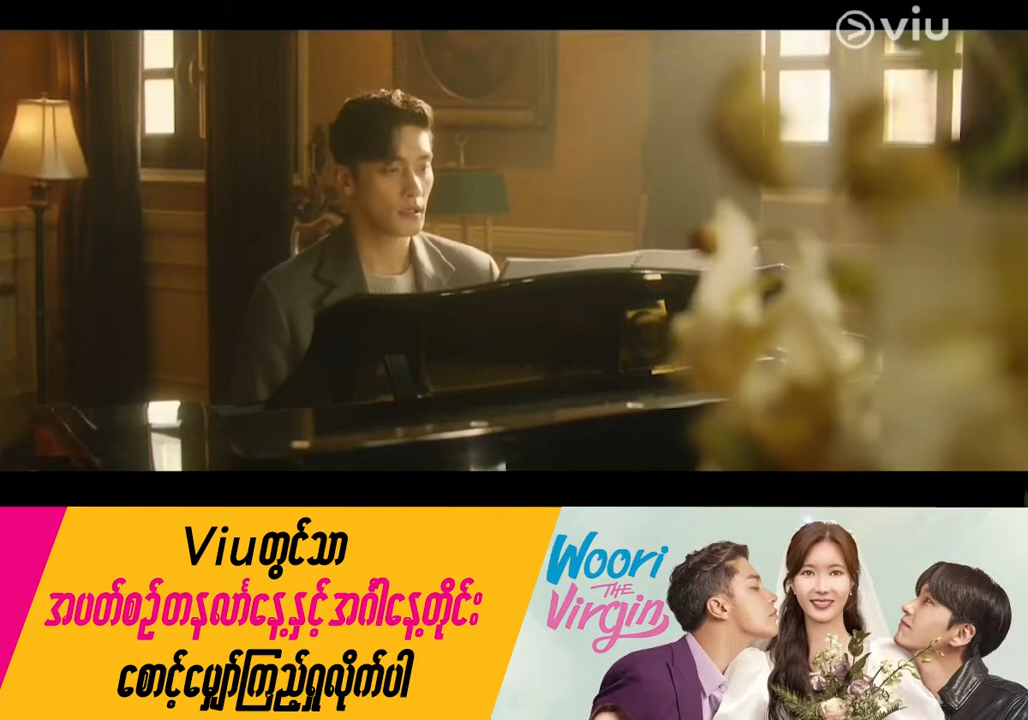 viu
Viuတွင်သာ
အပတ်စဉ်တနင်္လာနေ့နှင့် အင်္ဂါနေ့တိုင်း
စောင့်မျှော်ကြည့်ရှုလိုက်ပါ
Woori
THE
Virgin